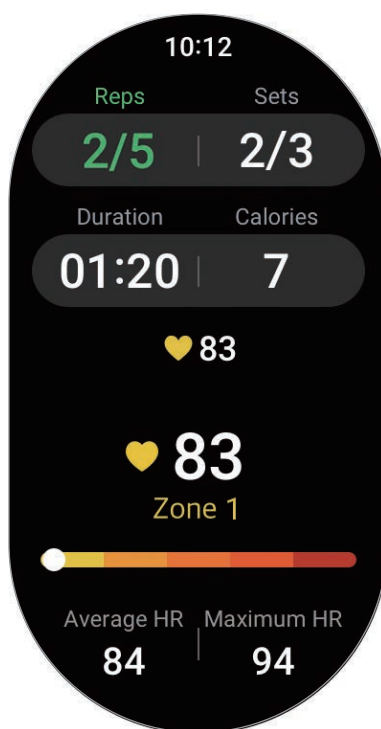 10:12
Reps Sets
2/5 2/3
Duration Calories
01:20 7
83
83
Zone 1
Average HR Maximum HR
84 94